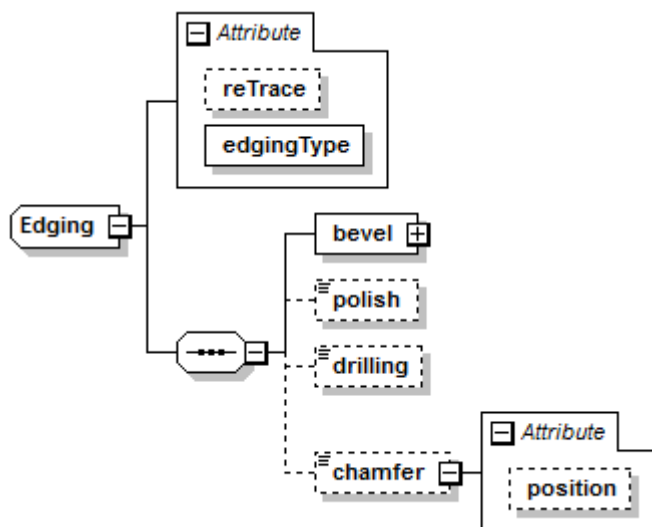 Attribute
reTrace
edgingType
Edging
bevel
polish
drilling
chamfer
Attribute
position